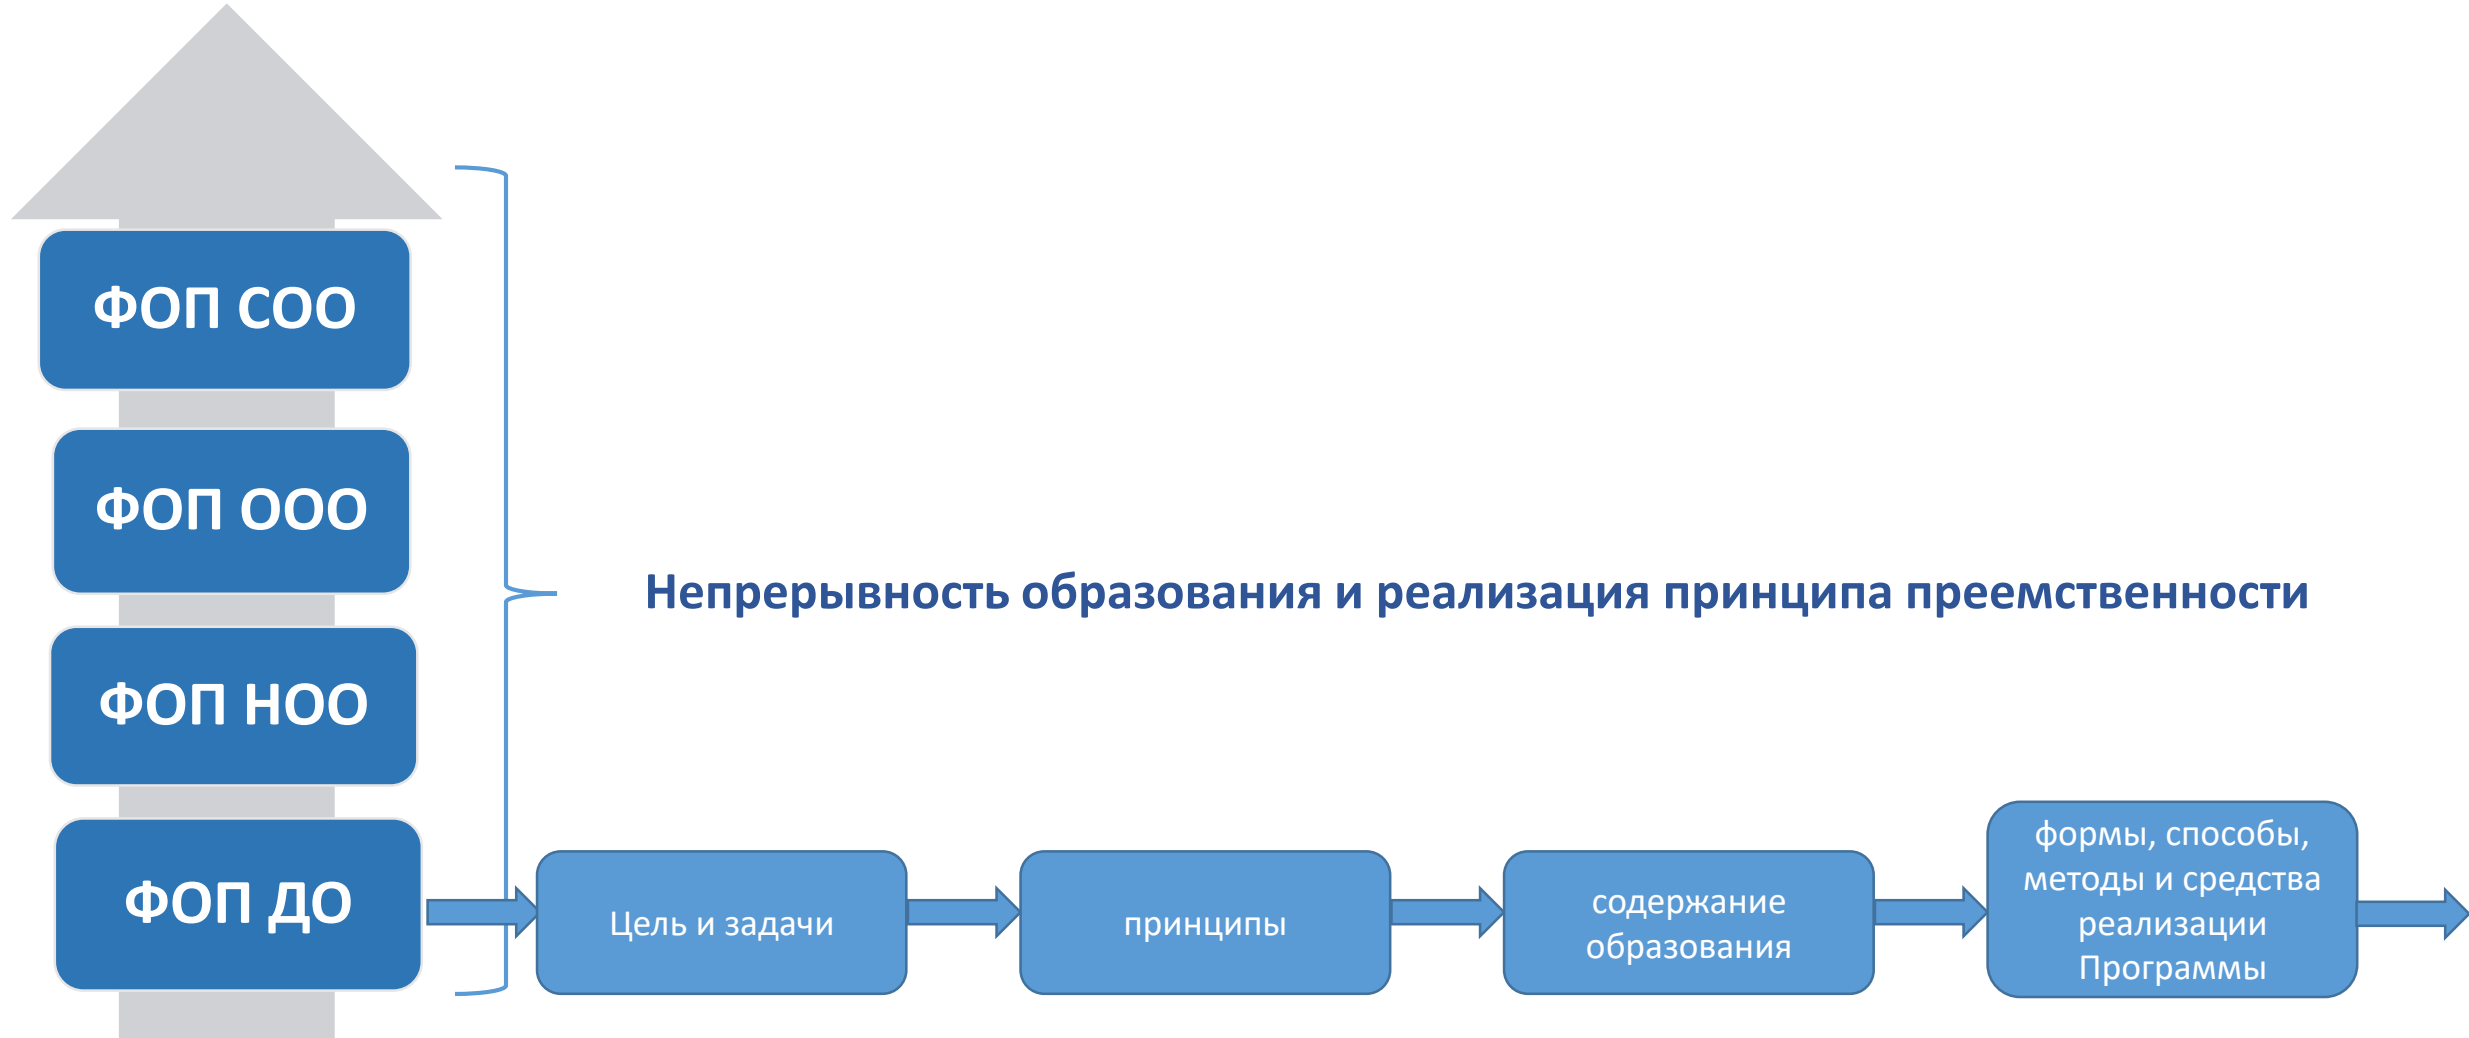 ФОП СОО
ФОП ООО
ФОП НОО
ФОП ДО
Непрерывность образования и реализация принципа преемственности
Цель и задачи
принципы
содержание
образования
формы, способы,
методы и средства
реализации
Программы